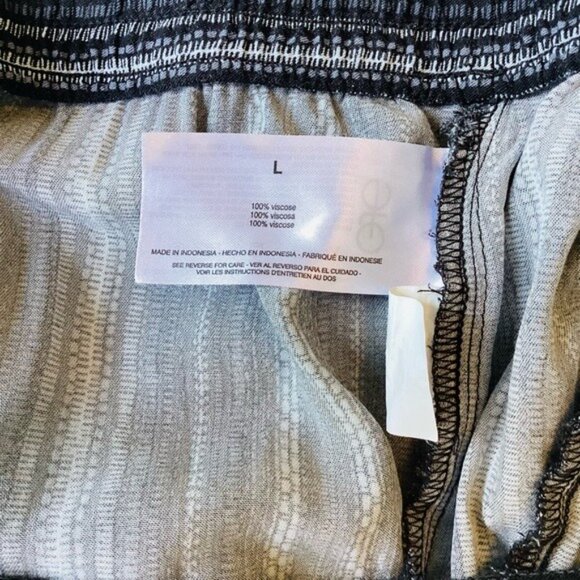 L
100% viscose
100% viscosa
100% viscose
MADE IN INDONESIA - HECHO EN INDONESIA - FABRIQUÉ EN INDONESIE
SEE REVERSE FOR CARE - VER AL REVERSO PARA EL CUIDADO -
VOIR LES INSTRUCTIONS D'ENTRETIEN AU DOS